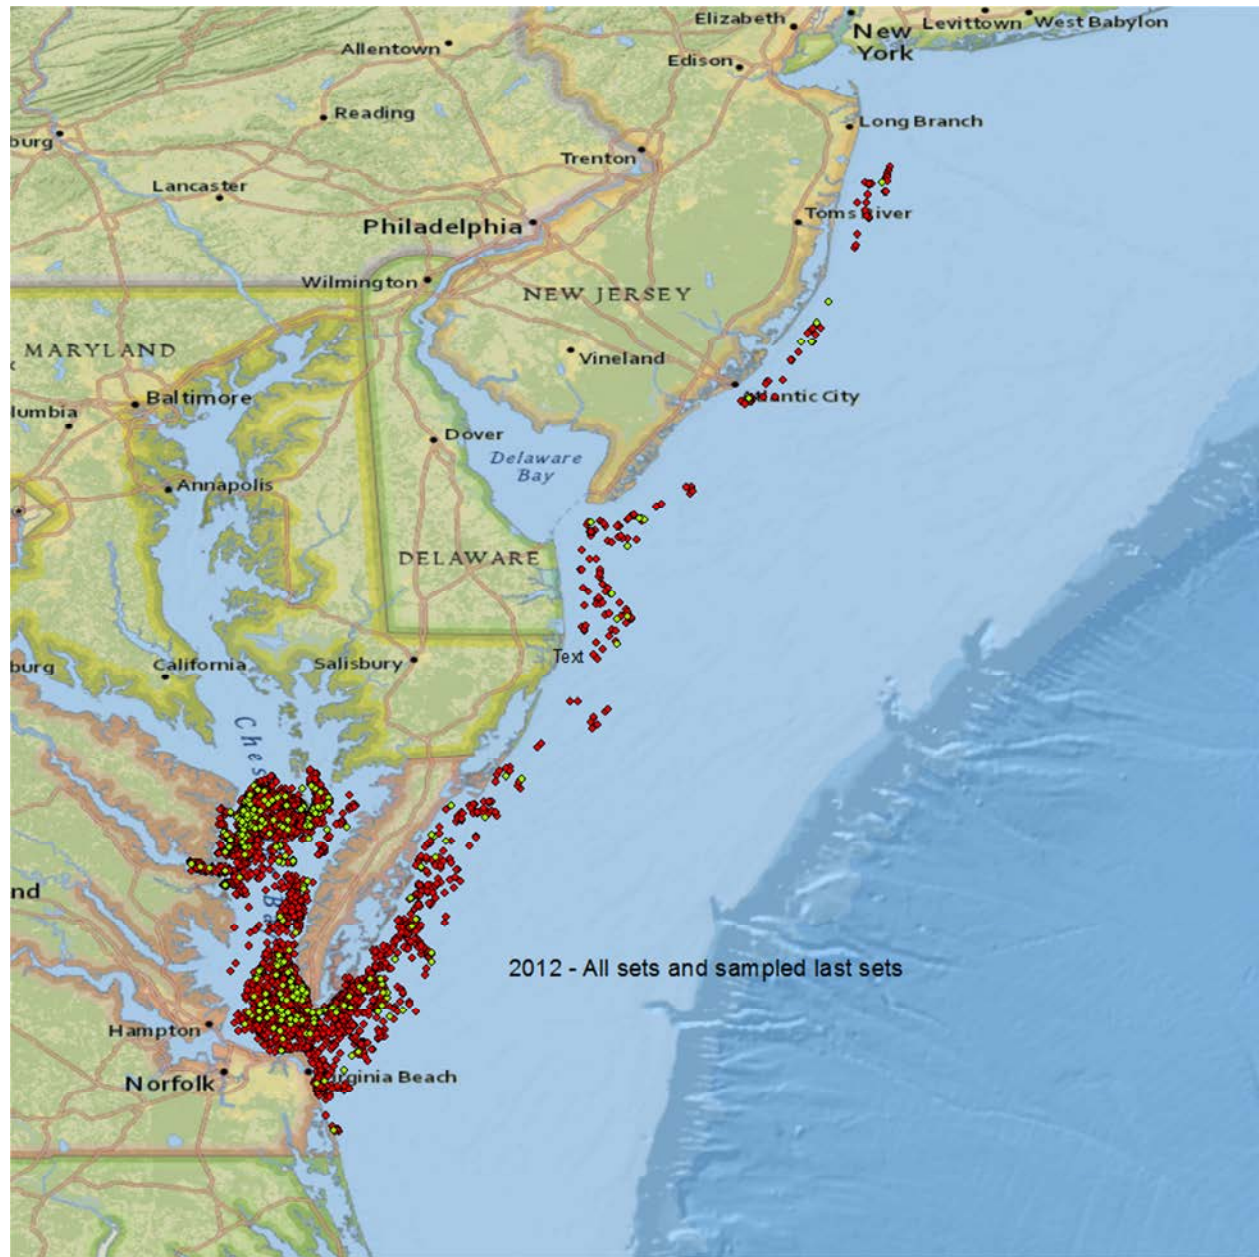 Elizabeth
Levittown
West Babylon
New
York
Allentown
Edison
Reading
Long Branch
burg
Trenton
Lancaster
Philadelphia
Toms River
Wilmington
NEW JERSEY
MARYLAND
Vineland
Baltimore
Atlantic City
lumbia
Dover
Delaware
Bay
Annapolis
DELAWARE
Text
burg
California
Salisbury
Ches
nd
Ba
2012 - All sets and sampled last sets
Hampton
Norfolk
Virginia Beach